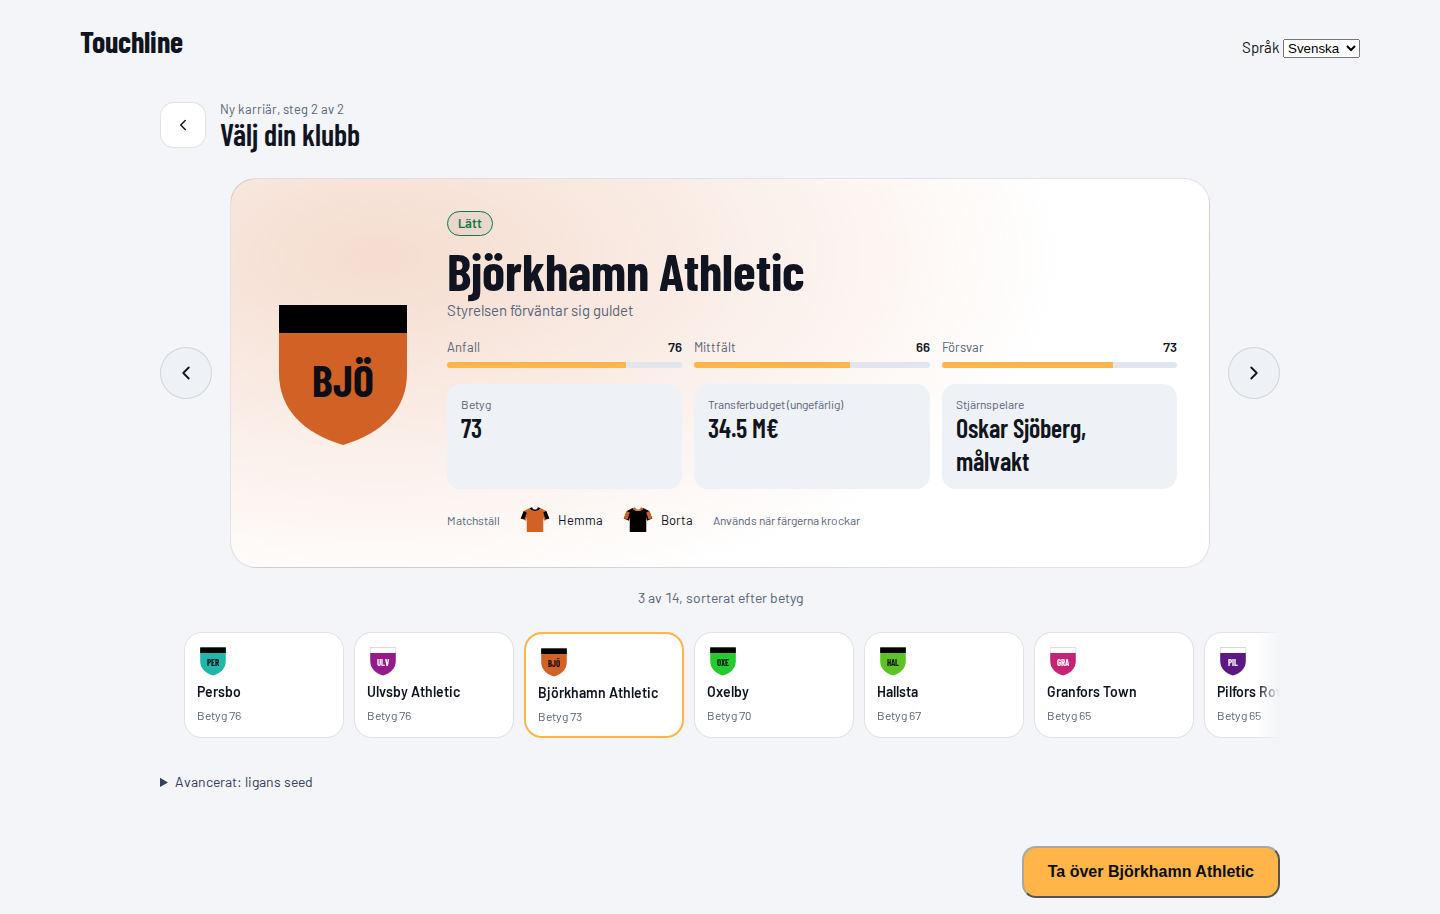 Touchline
Språk Svenska
Ny karriär, steg 2 av 2
Välj din klubb
Lätt
Björkhamn Athletic
Styrelsen förväntar sig guldet
BJÖ
Anfall 76 Mittfält 66 Försvar 73
Betyg
73
Transferbudget (ungefärlig)
34.5 M€
Stjärnspelare
Oskar Sjöberg,
målvakt
Matchställ Hemma Borta Används när färgerna krockar
3 av 14, sorterat efter betyg
PER
Persbo
Betyg 76
ULV
Ulvsby Athletic
Betyg 76
BJÖ
Björkhamn Athletic
Betyg 73
OXE
Oxelby
Betyg 70
HAL
Hallsta
Betyg 67
GRA
Granfors Town
Betyg 65
PIL
Pilfors
Betyg 65
Avancerat: ligans seed
Ta över Björkhamn Athletic